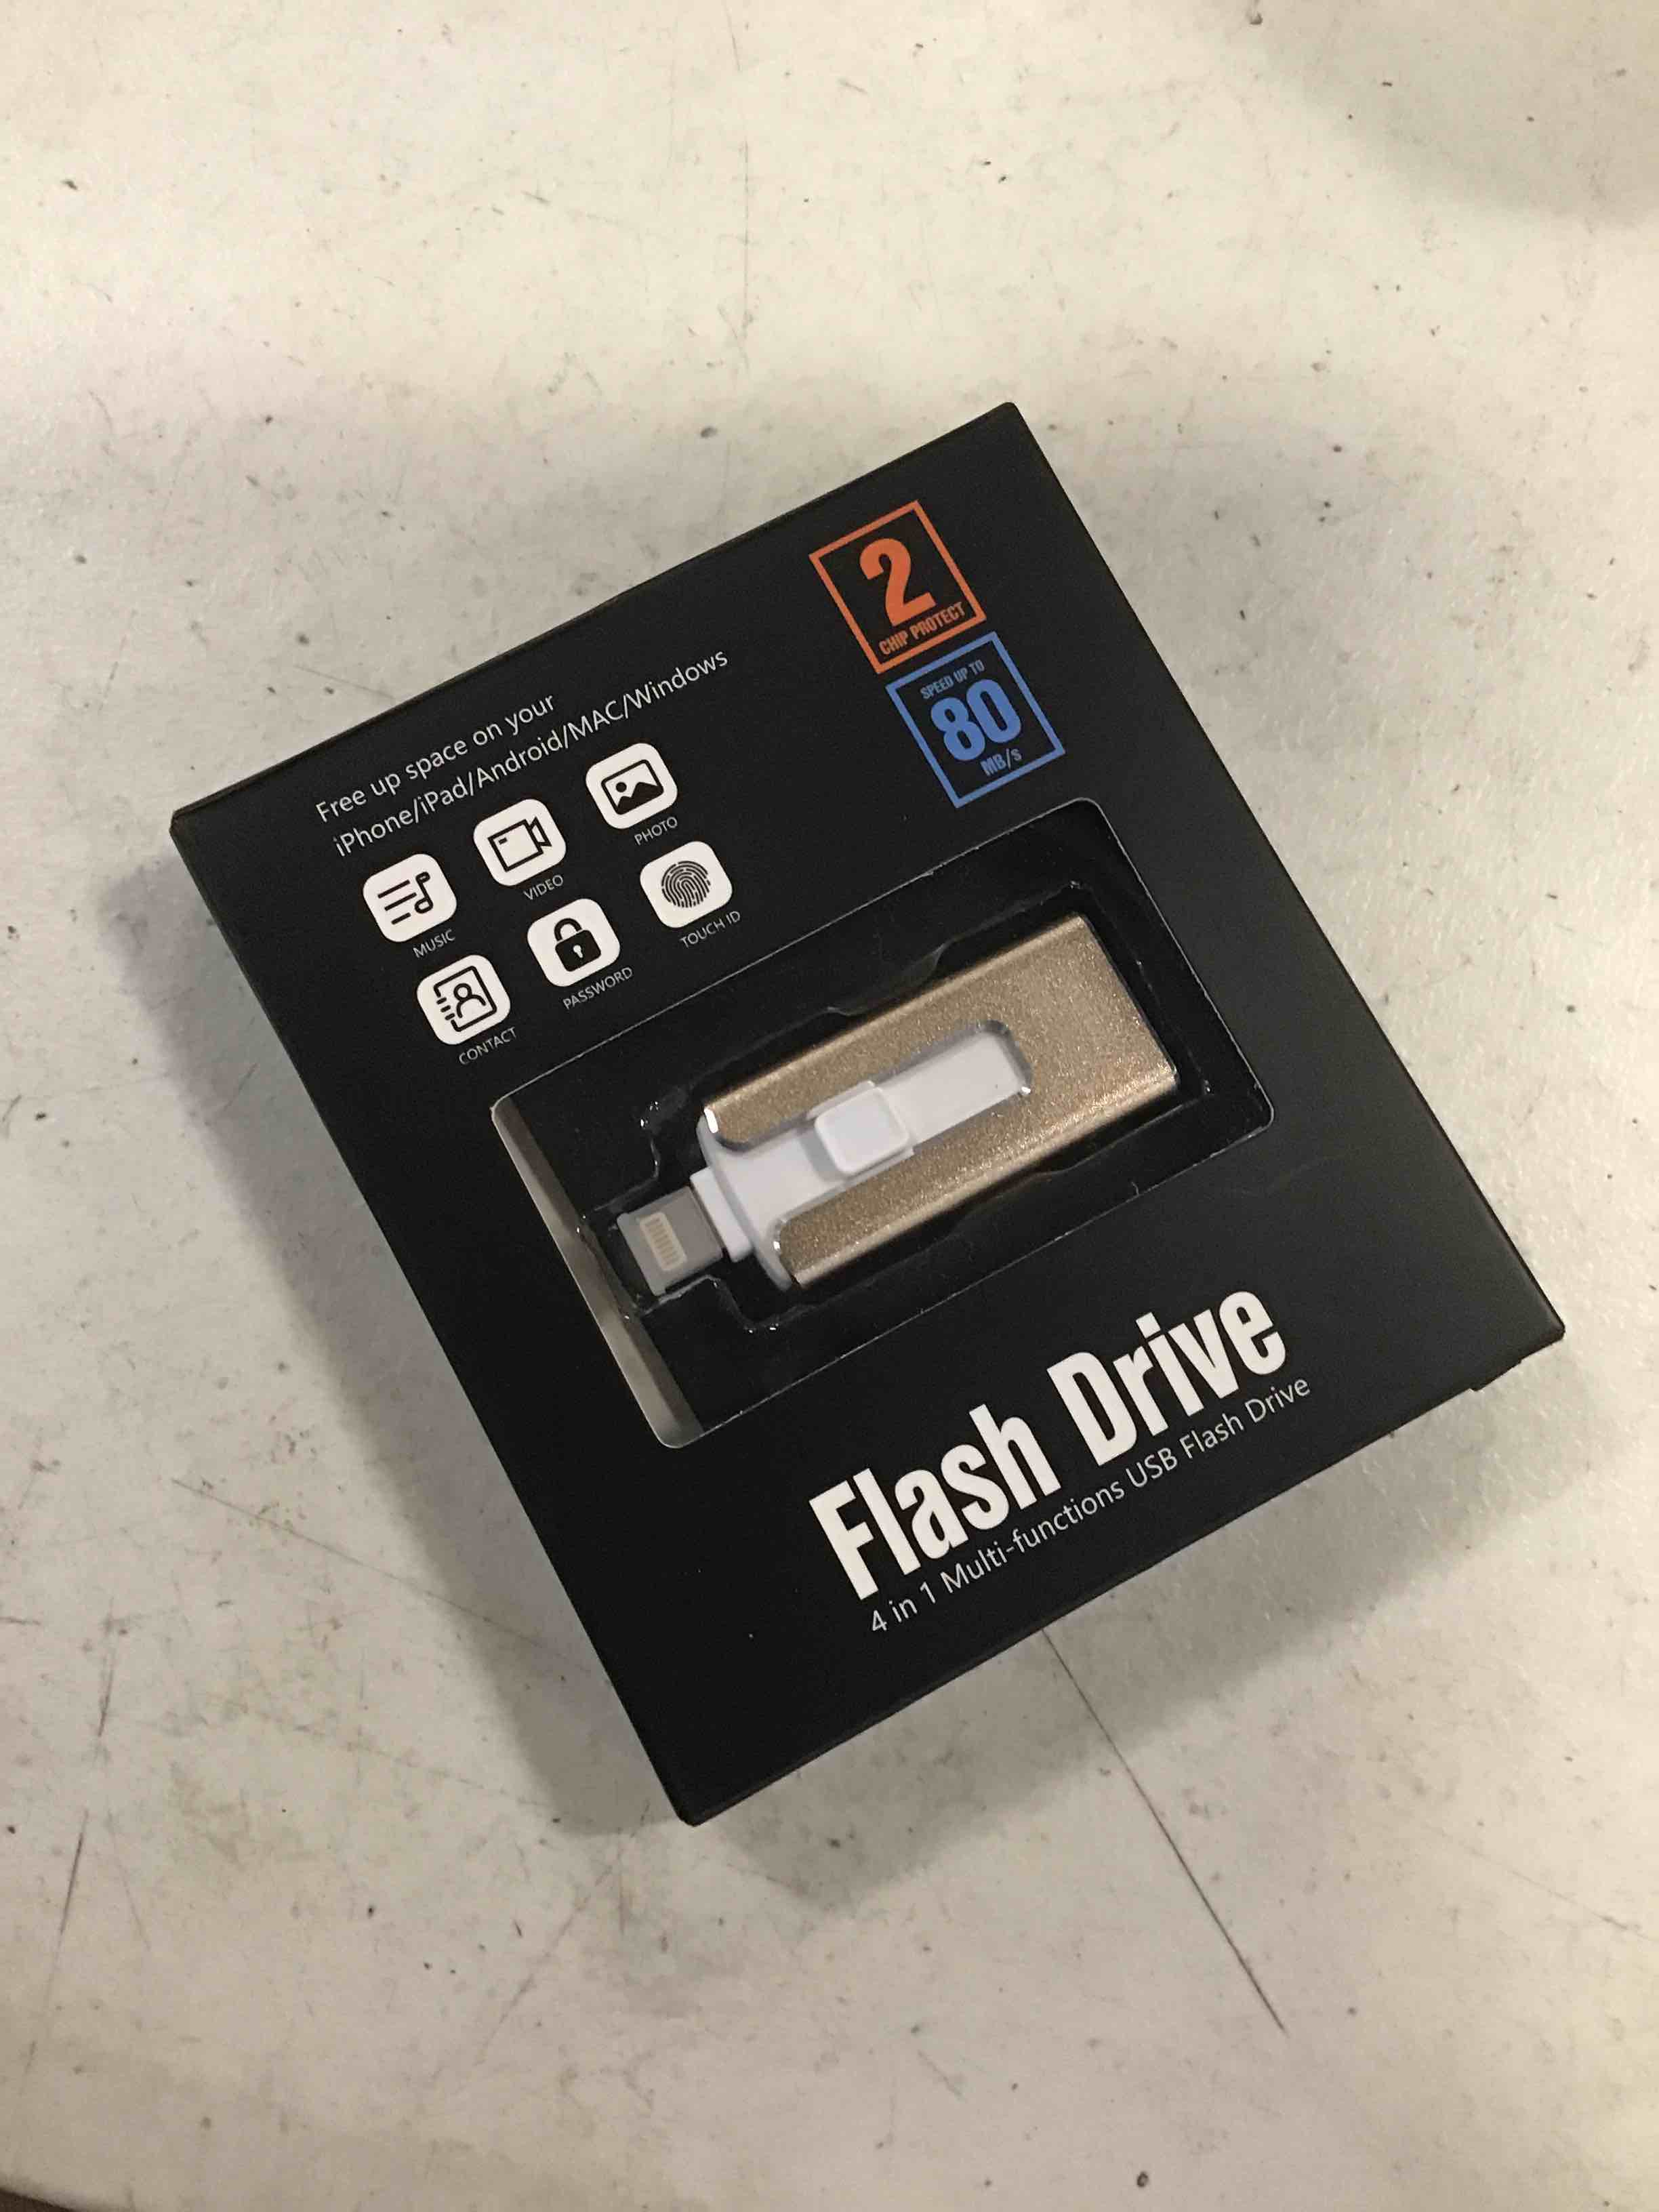 2
CHIP PROTECT
SPEED UP TO
80
MB/s
Free up space on your
iPhone/iPad/Android/MAC/Windows
MUSIC
VIDEO
PHOTO
CONTACT
PASSWORD
TOUCH ID
Flash Drive
4 in 1 Multi-functions USB Flash Drive